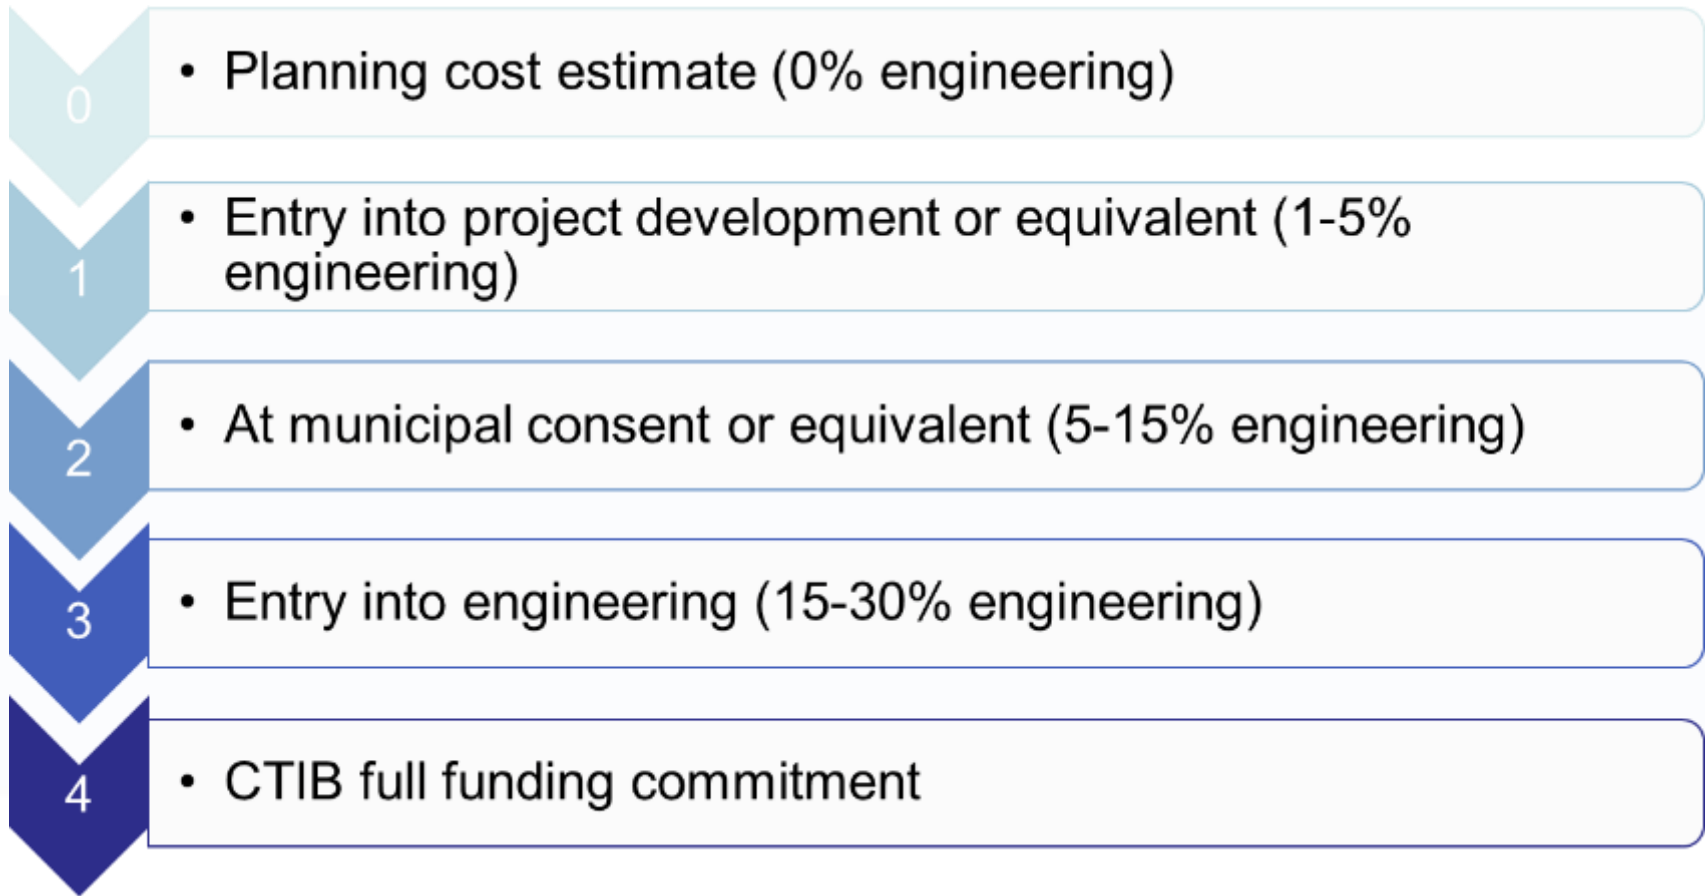 0
• Planning cost estimate (0% engineering)
1
• Entry into project development or equivalent (1-5%
engineering)
2
• At municipal consent or equivalent (5-15% engineering)
3
• Entry into engineering (15-30% engineering)
4
• CTIB full funding commitment